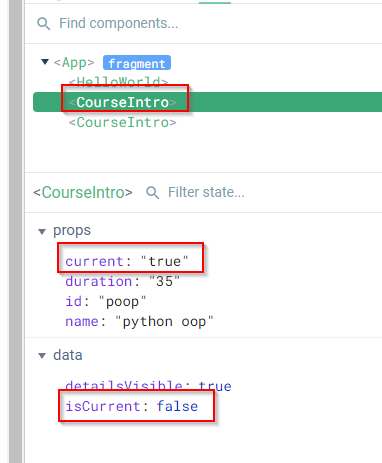 Find components...
<App> fragment
<HelloWorld>
<CourseIntro>
<CourseIntro>
<CourseIntro> Filter state...
props
current: "true"
duration: "35"
id: "poop"
name: "python oop"
data
detailsVisible: true
isCurrent: false